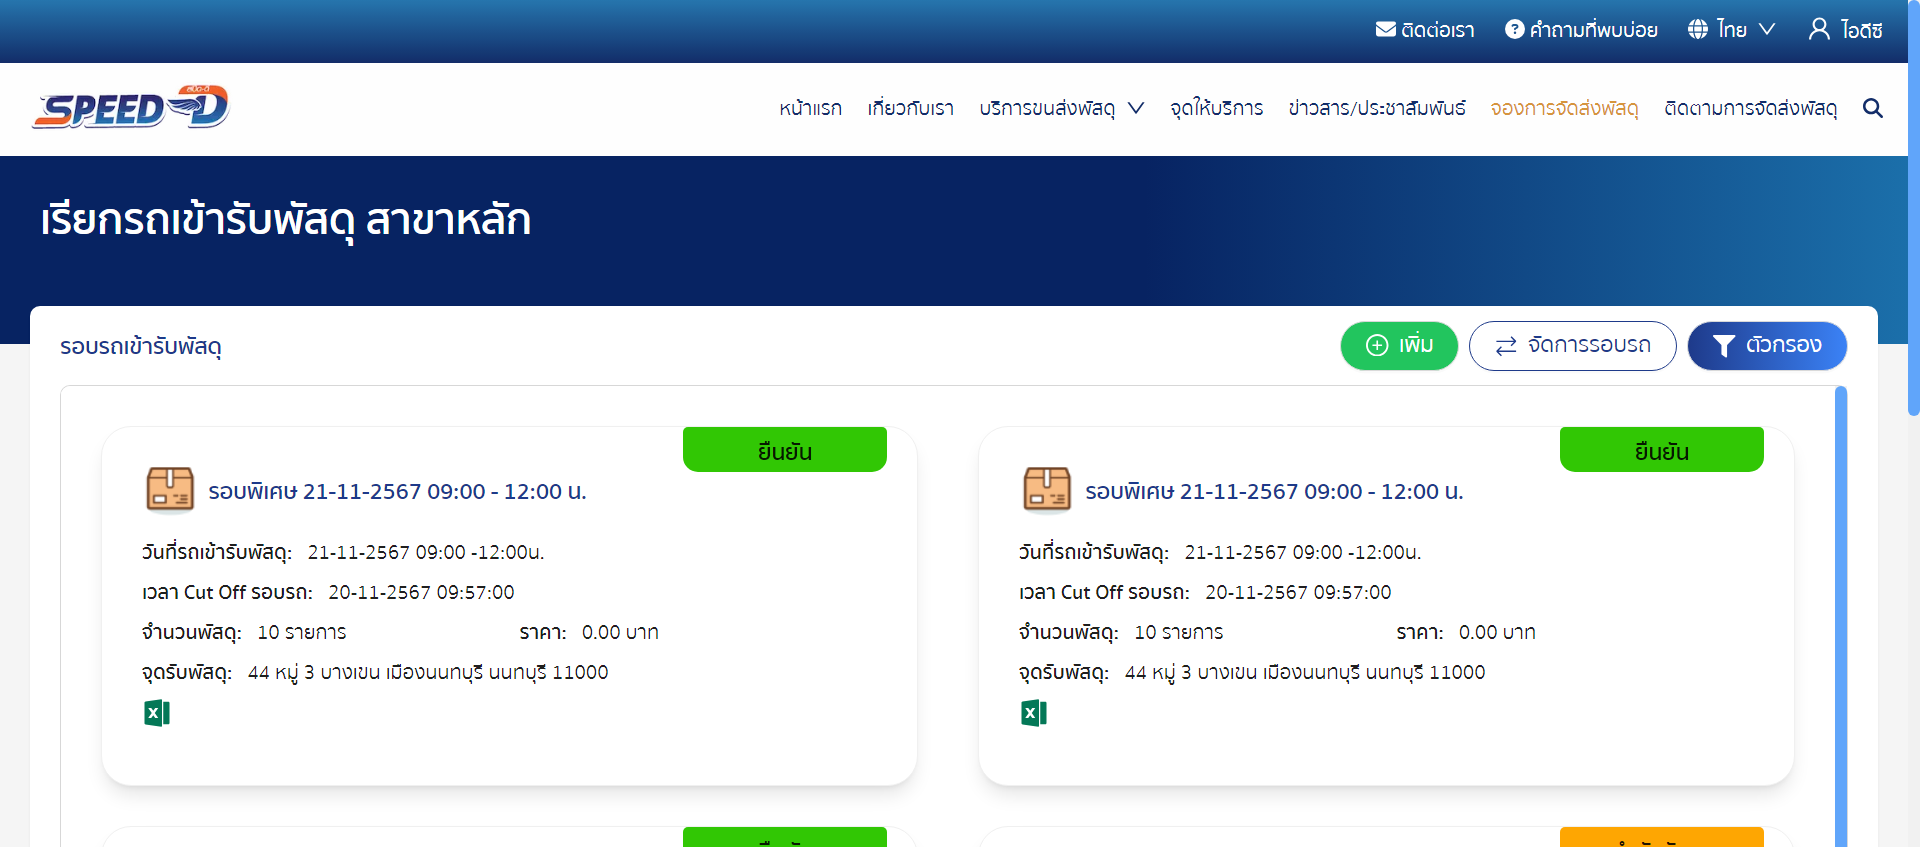 ติดต่อเรา คำถามที่พบบ่อย ไทย ไอดีซี
สปีด-ดี
SPEED-D
หน้าแรก เกี่ยวกับเรา บริการขนส่งพัสดุ จุดให้บริการ ข่าวสาร/ประชาสัมพันธ์ จองการจัดส่งพัสดุ ติดตามการจัดส่งพัสดุ
เรียกรถเข้ารับพัสดุ สาขาหลัก
รอบรถเข้ารับพัสดุ เพิ่ม จัดการรอบรถ ตัวกรอง
ยืนยัน
รอบพิเศษ 21-11-2567 09:00 - 12:00 น.
วันที่รถเข้ารับพัสดุ: 21-11-2567 09:00 -12:00น.
เวลา Cut Off รอบรถ: 20-11-2567 09:57:00
จำนวนพัสดุ: 10 รายการ ราคา: 0.00 บาท
จุดรับพัสดุ: 44 หมู่ 3 บางเขน เมืองนนทบุรี นนทบุรี 11000
ยืนยัน
รอบพิเศษ 21-11-2567 09:00 - 12:00 น.
วันที่รถเข้ารับพัสดุ: 21-11-2567 09:00 -12:00น.
เวลา Cut Off รอบรถ: 20-11-2567 09:57:00
จำนวนพัสดุ: 10 รายการ ราคา: 0.00 บาท
จุดรับพัสดุ: 44 หมู่ 3 บางเขน เมืองนนทบุรี นนทบุรี 11000